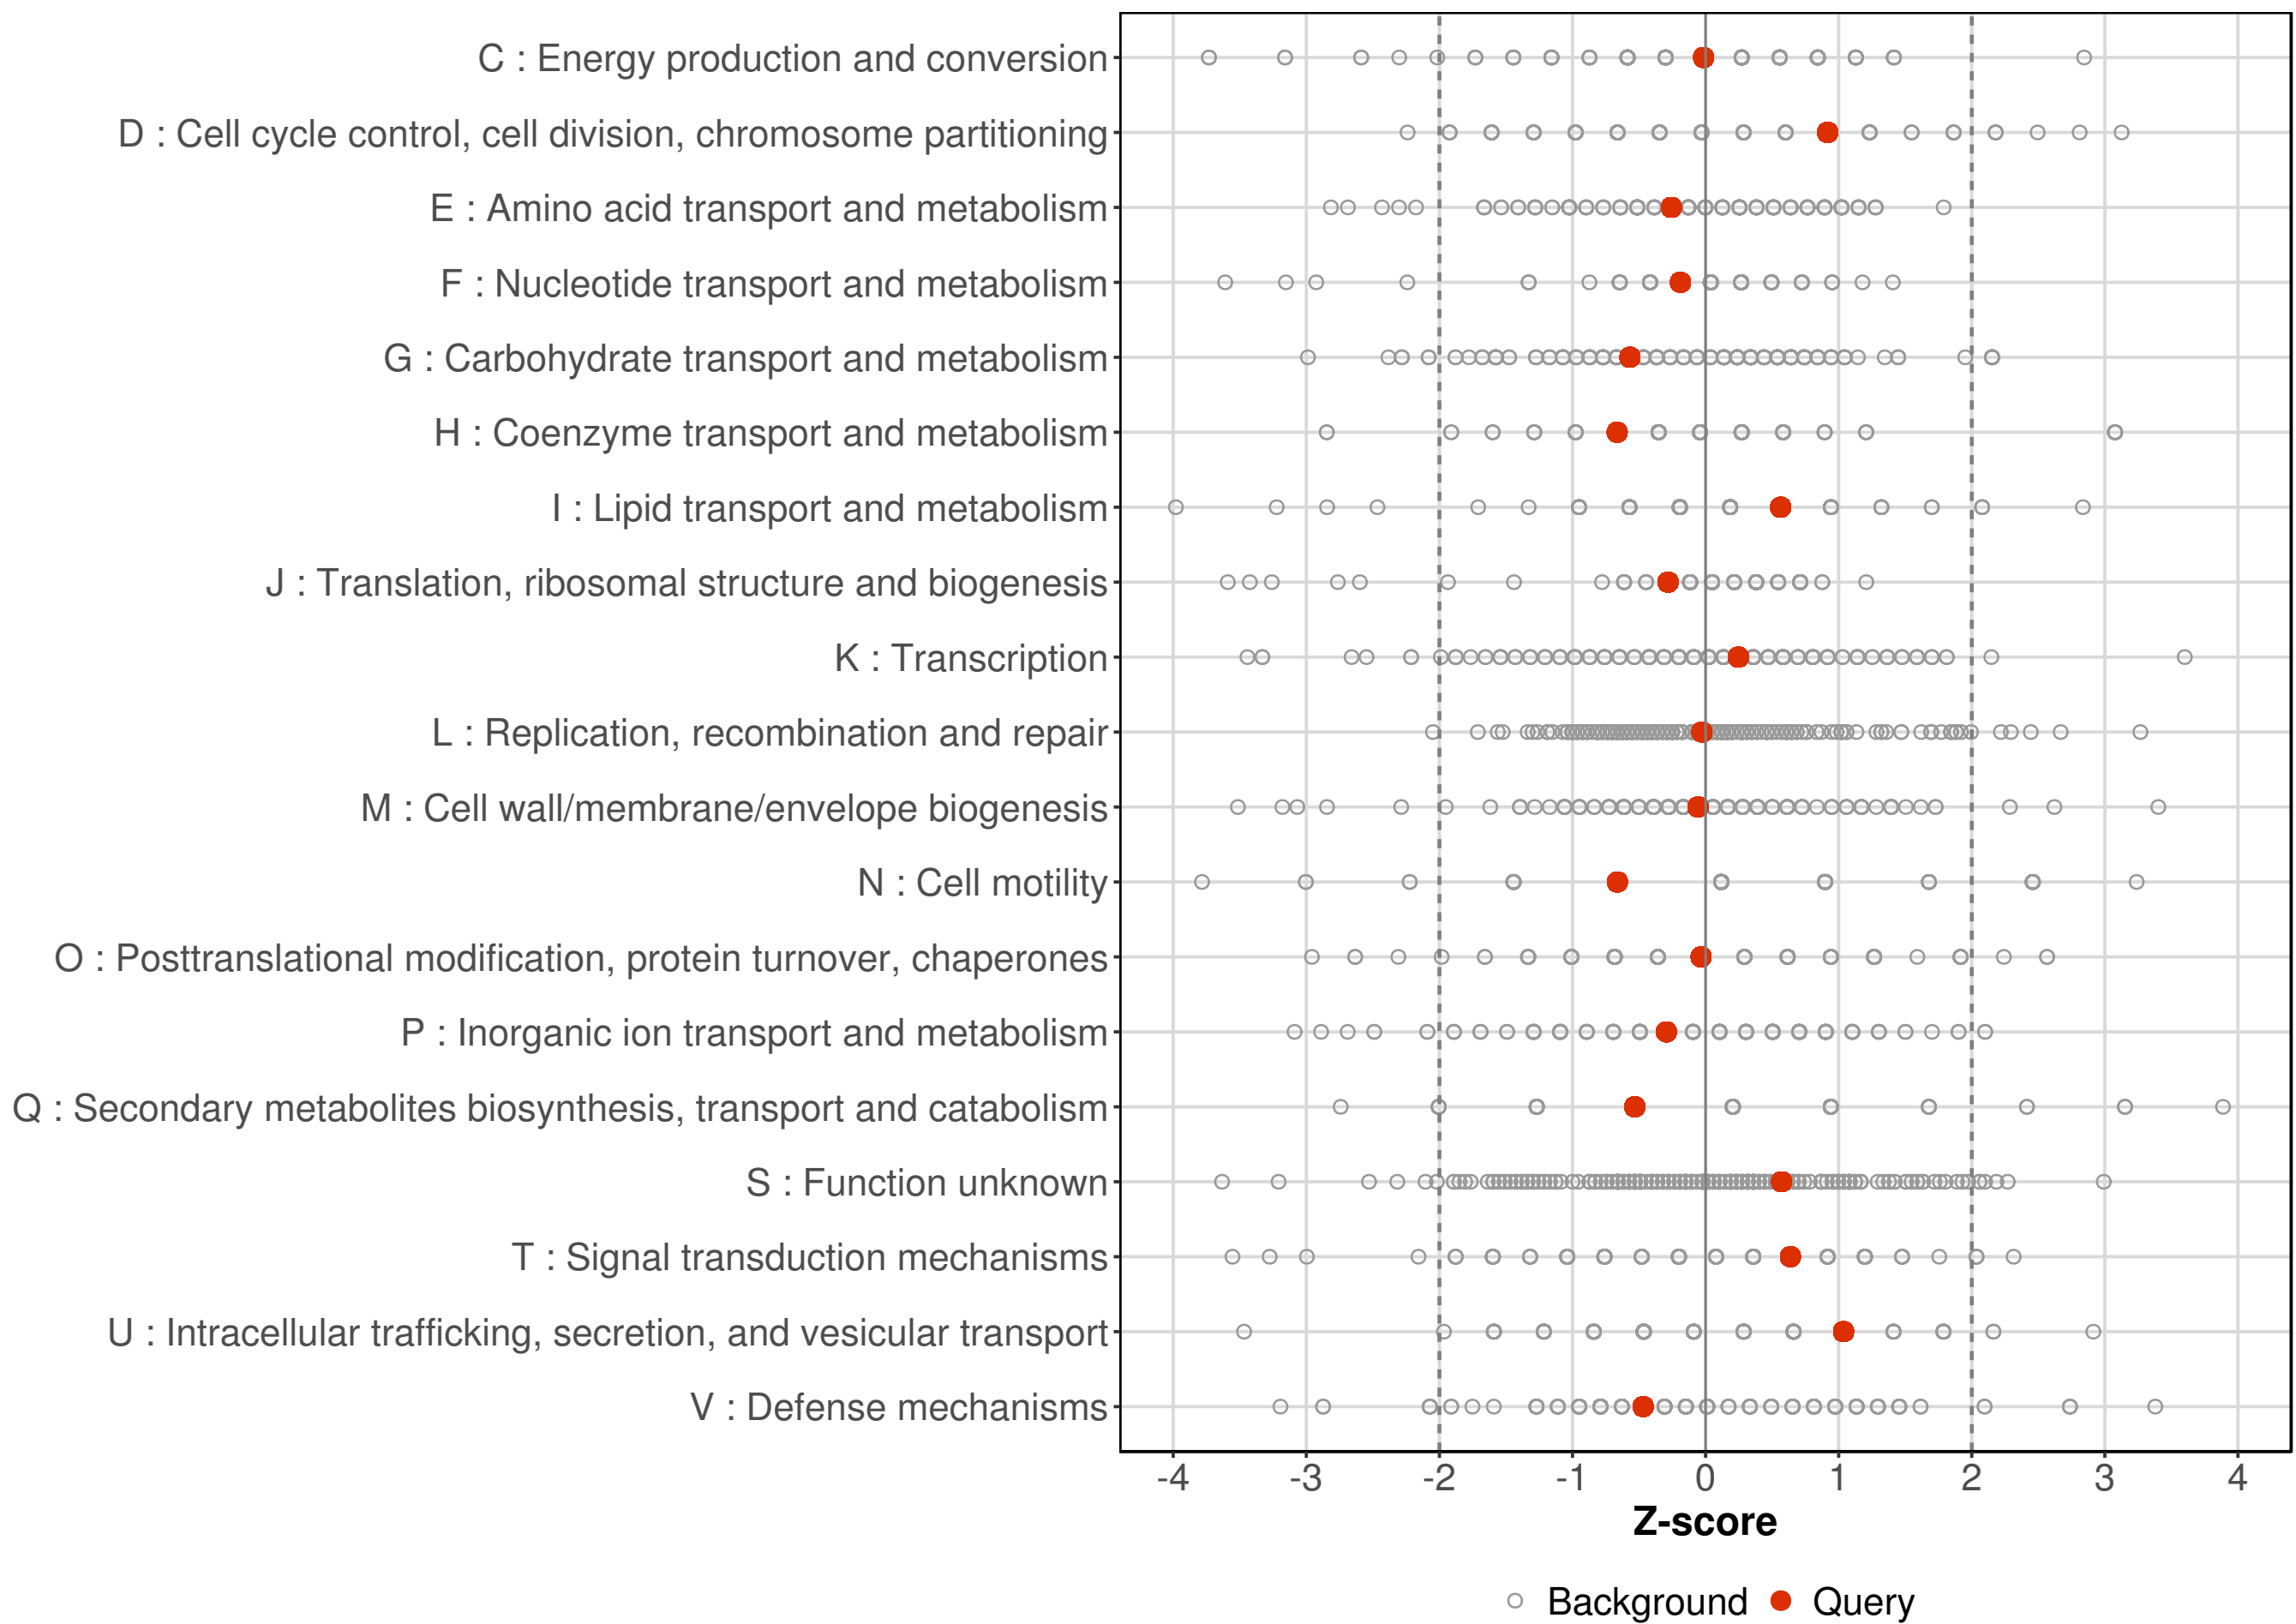 C : Energy production and conversion
D : Cell cycle control, cell division, chromosome partitioning
E : Amino acid transport and metabolism
F : Nucleotide transport and metabolism
G : Carbohydrate transport and metabolism
H : Coenzyme transport and metabolism
I : Lipid transport and metabolism
J : Translation, ribosomal structure and biogenesis
K : Transcription
L : Replication, recombination and repair
M : Cell wall/membrane/envelope biogenesis
N : Cell motility
O : Posttranslational modification, protein turnover, chaperones
P : Inorganic ion transport and metabolism
Q : Secondary metabolites biosynthesis, transport and catabolism
S : Function unknown
T : Signal transduction mechanisms
U : Intracellular trafficking, secretion, and vesicular transport
V : Defense mechanisms
-4 -3 -2 -1 0 1 2 3 4
Z-score
Background Query